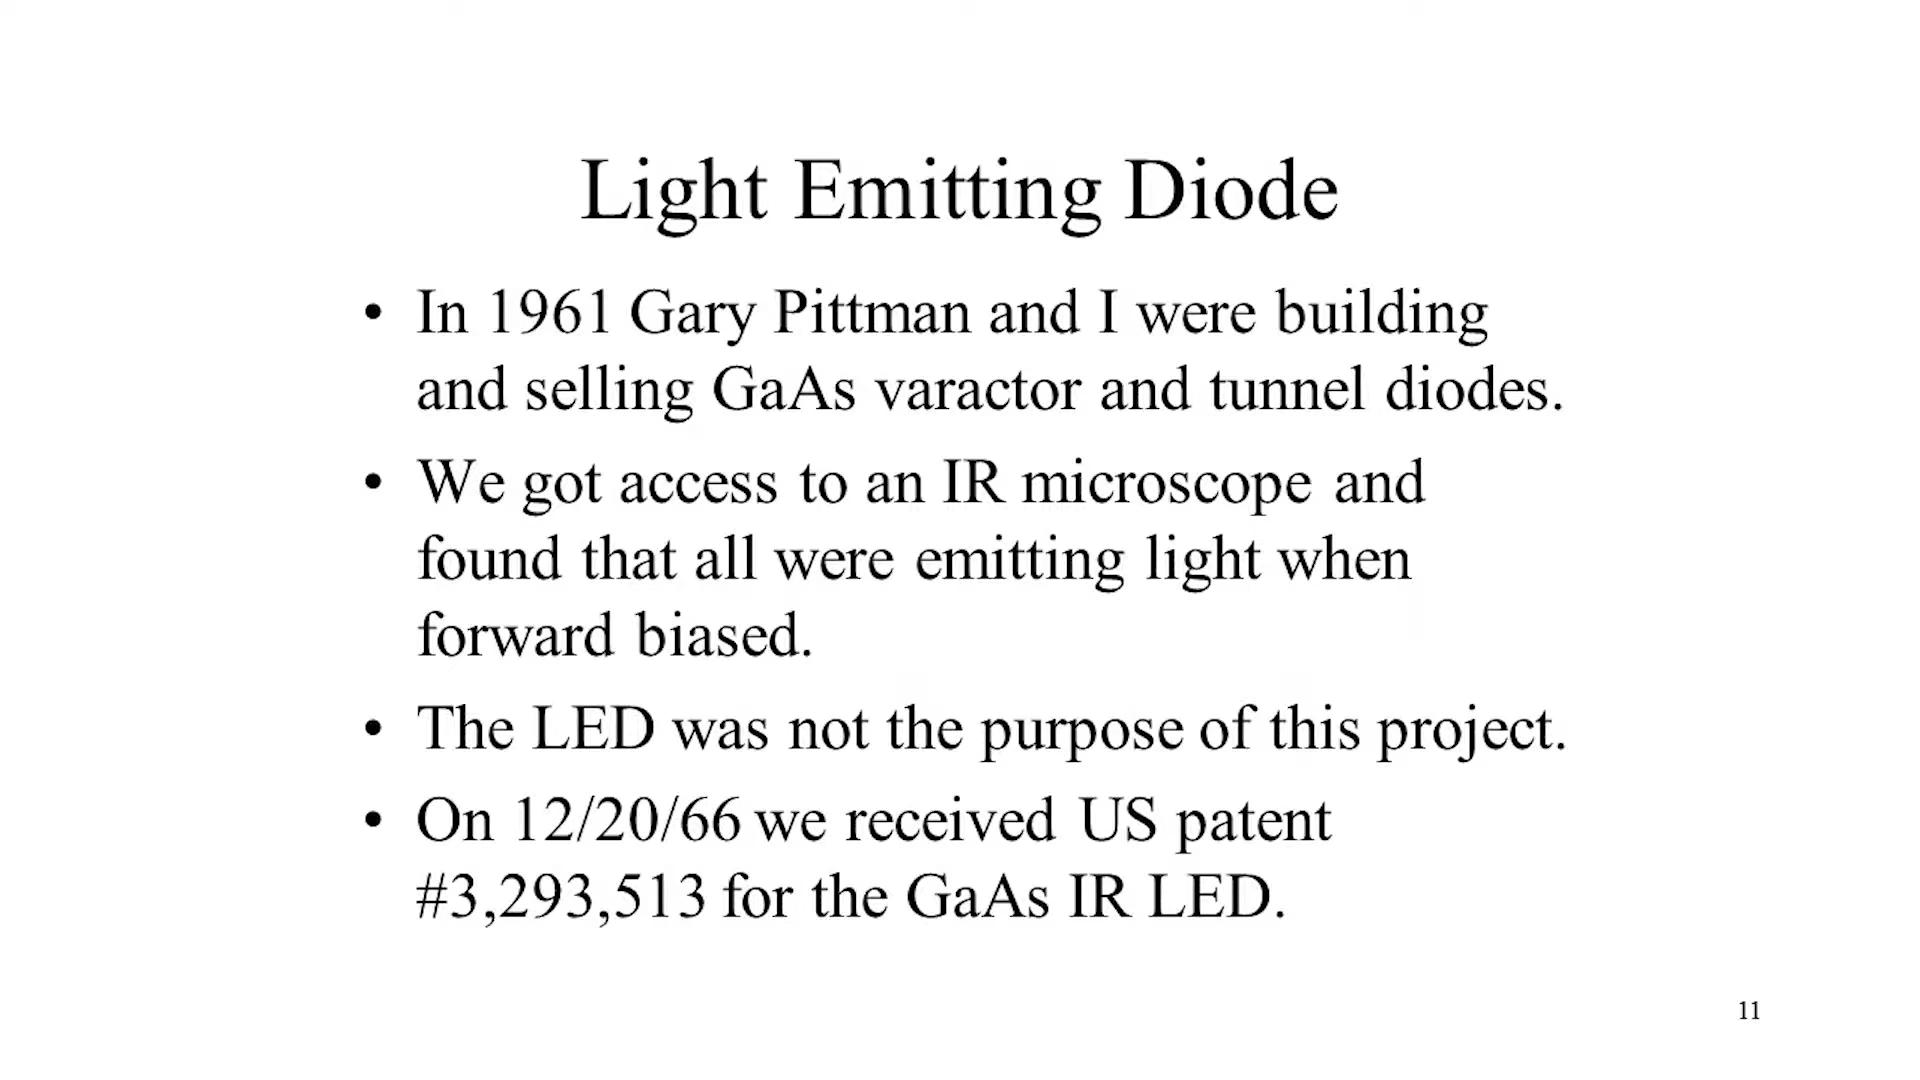 Light Emitting Diode
• In 1961 Gary Pittman and I were building
and selling GaAs varactor and tunnel diodes.
• We got access to an IR microscope and
found that all were emitting light when
forward biased.
• The LED was not the purpose of this project.
• On 12/20/66 we received US patent
#3,293,513 for the GaAs IR LED.
11